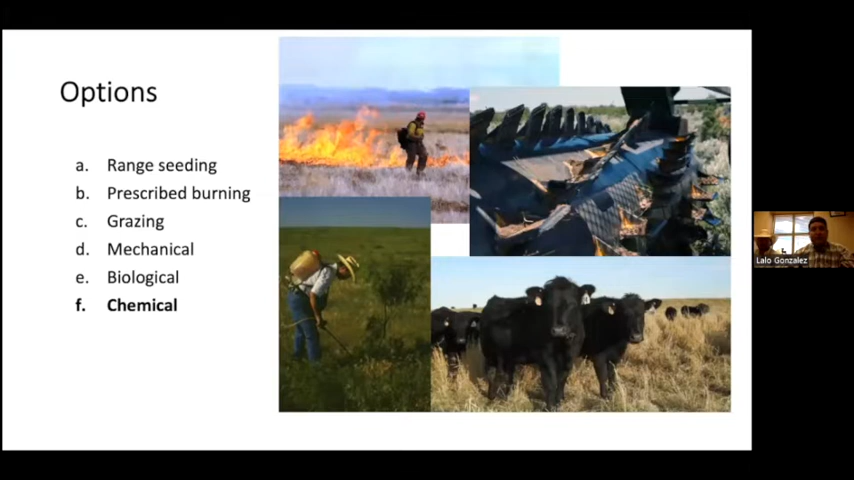 Options
a. Range seeding
b. Prescribed burning
c. Grazing
d. Mechanical
e. Biological
f. Chemical
Lalo Gonzalez